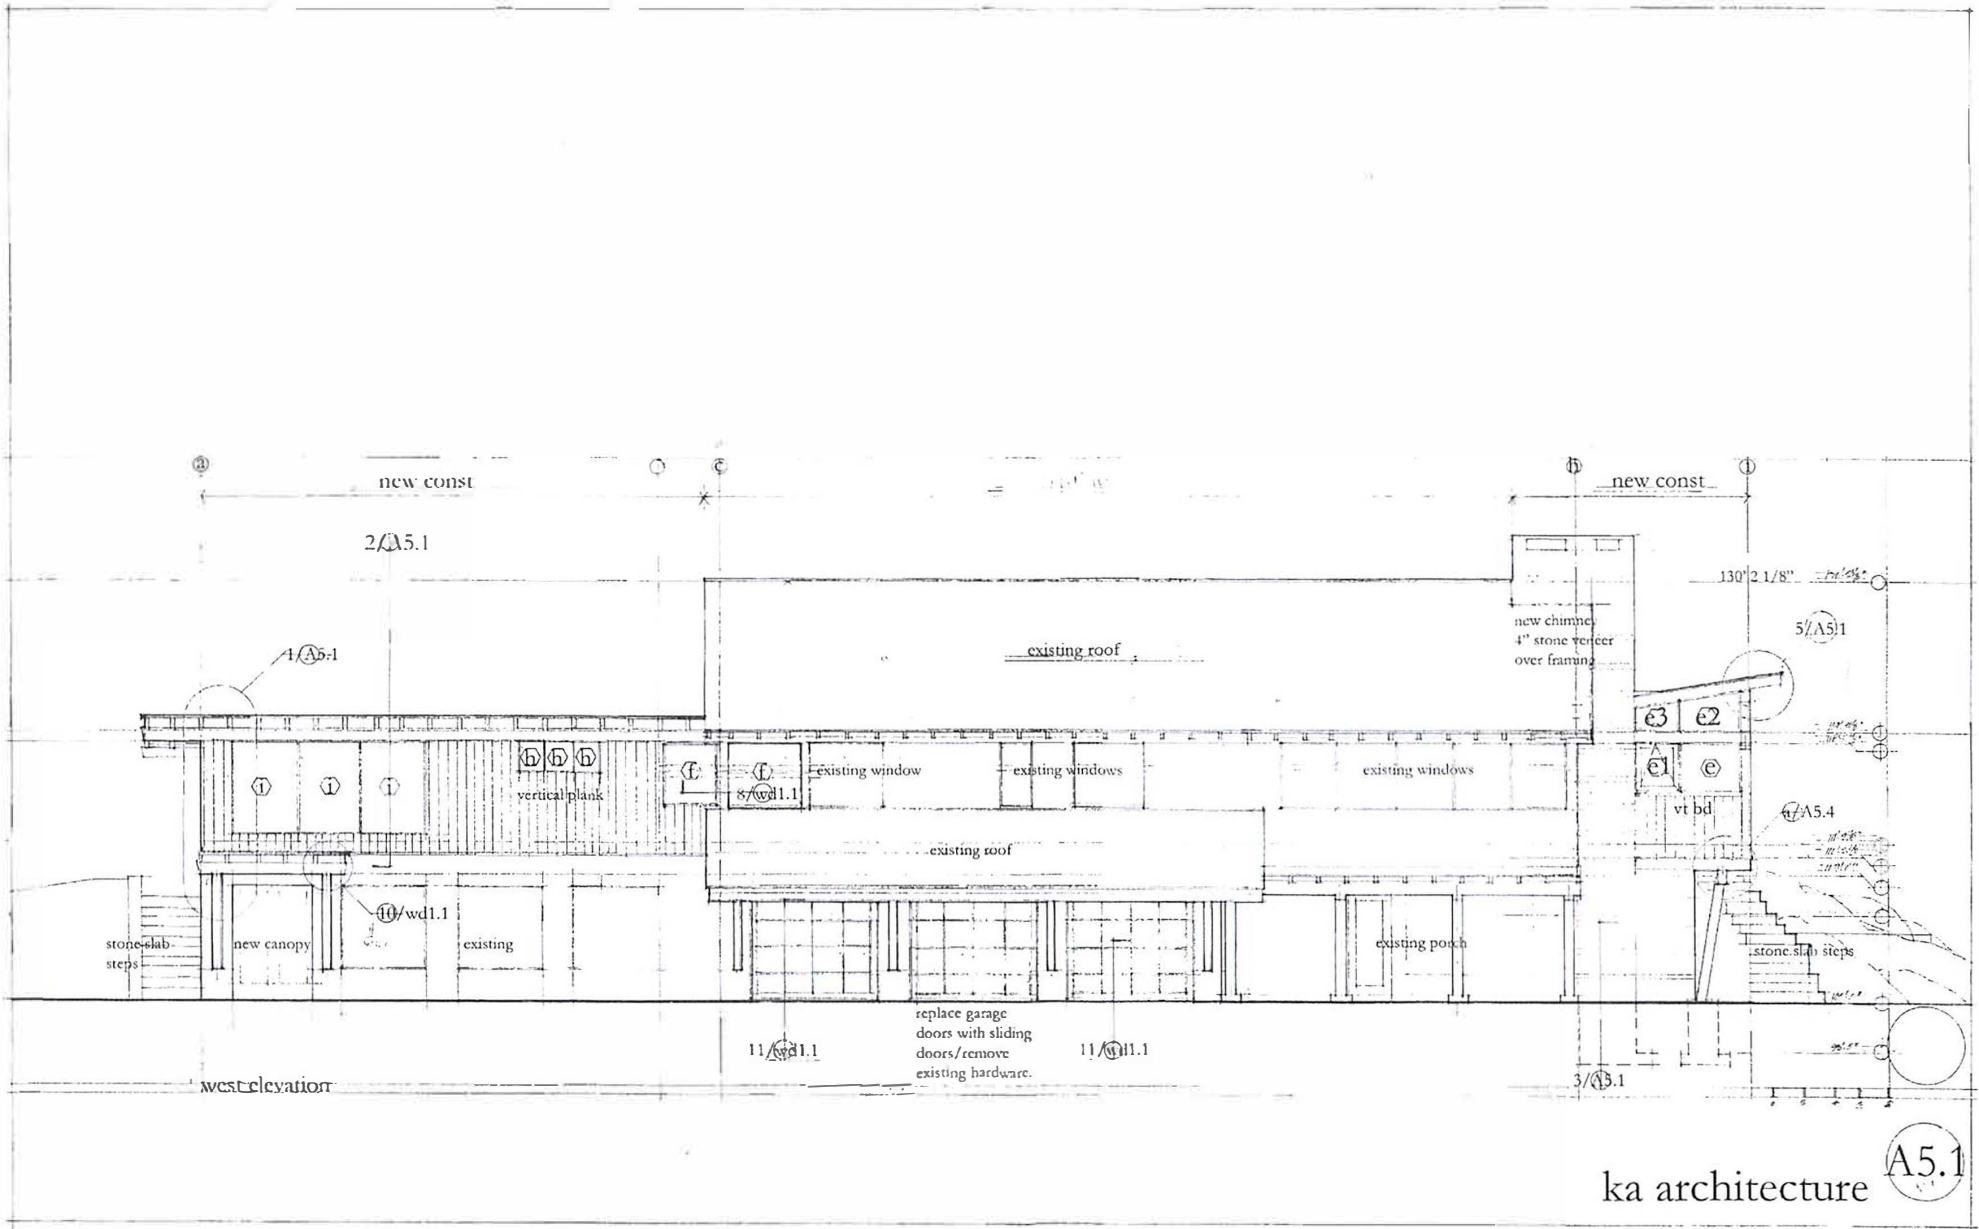 a
c
h
i
new const
new const
2/A5.1
130' 2 1/8"
5/A5.1
new chimney
4" stone veneer
over framing
1/A5.1
existing roof
e3
e2
h
h
h
f
f
existing window
existing windows
existing windows
e1
e
i
i
i
vertical plank
8/wd1.1
vt bd
a/A5.4
existing roof
10/wd1.1
stone slab
steps
new canopy
existing
existing porch
stone slab steps
replace garage
doors with sliding
doors/remove
existing hardware.
11/wd1.1
11/wd1.1
3/A5.1
west elevation
ka architecture
A5.1